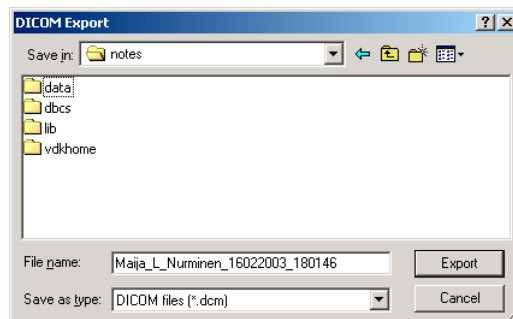 DICOM Export
Save in: notes
data
dbcs
lib
vdkhome
File name: Maija_L_Nurminen_16022003_180146 Export
Save as type: DICOM files (*.dcm) Cancel